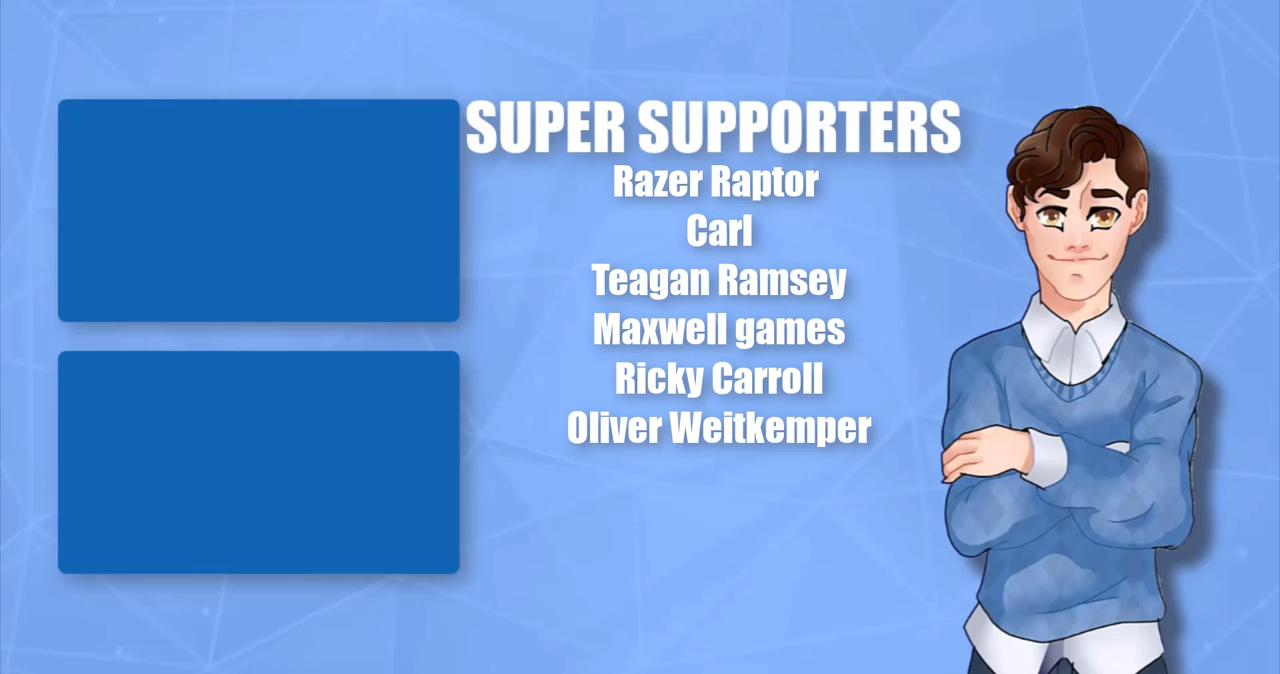 SUPER SUPPORTERS
Razer Raptor
Carl
Teagan Ramsey
Maxwell games
Ricky Carroll
Oliver Weitkemper